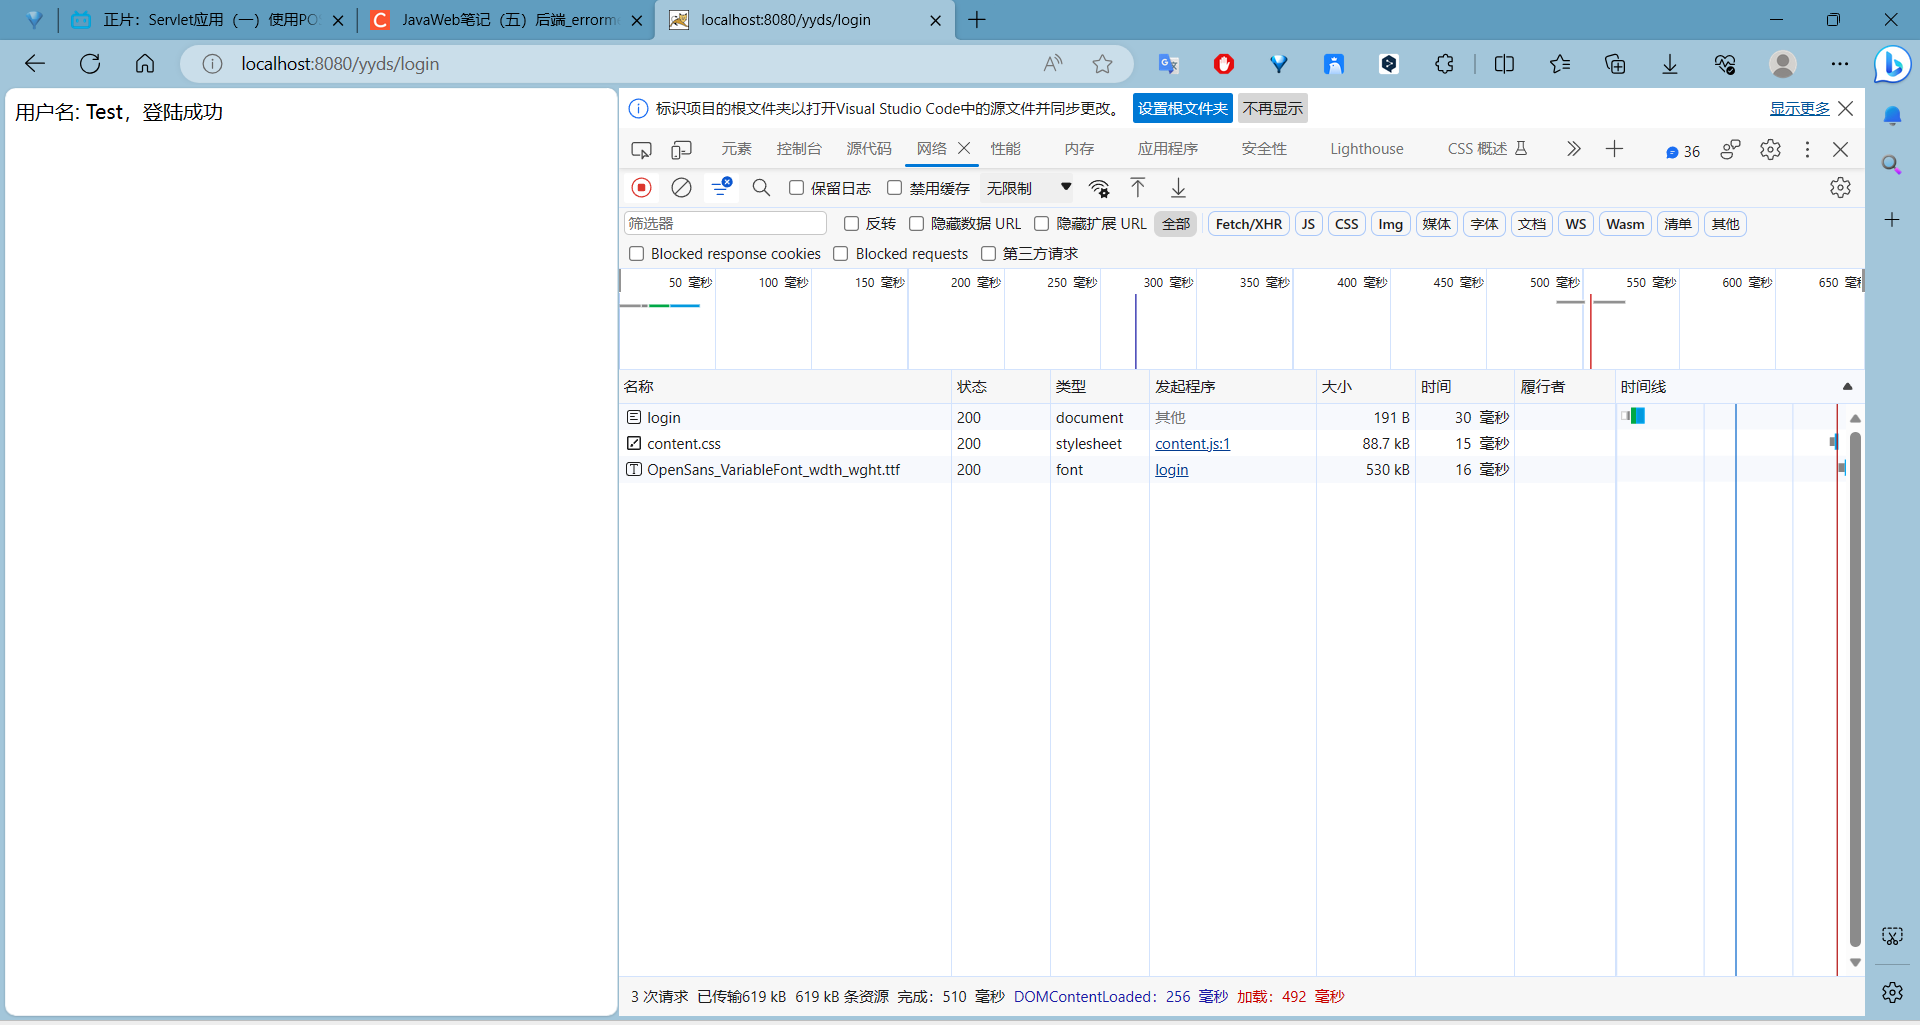 正片：Servlet应用（一）使用PO
JavaWeb笔记（五）后端_errorm
localhost:8080/yyds/login
localhost:8080/yyds/login
用户名: Test，登陆成功
标识项目的根文件夹以打开Visual Studio Code中的源文件并同步更改。 设置根文件夹 不再显示 显示更多
元素 控制台 源代码 网络 性能 内存 应用程序 安全性 Lighthouse CSS 概述 36
保留日志 禁用缓存 无限制
筛选器 反转 隐藏数据 URL 隐藏扩展 URL 全部 Fetch/XHR JS CSS Img 媒体 字体 文档 WS Wasm 清单 其他
Blocked response cookies Blocked requests 第三方请求
50 毫秒 100 毫秒 150 毫秒 200 毫秒 250 毫秒 300 毫秒 350 毫秒 400 毫秒 450 毫秒 500 毫秒 550 毫秒 600 毫秒 650 毫秒
名称 状态 类型 发起程序 大小 时间 履行者 时间线
login 200 document 其他 191 B 30 毫秒
content.css 200 stylesheet content.js:1 88.7 kB 15 毫秒
OpenSans_VariableFont_wdth_wght.ttf 200 font login 530 kB 16 毫秒
3 次请求 已传输619 kB 619 kB 条资源 完成：510 毫秒 DOMContentLoaded：256 毫秒 加载：492 毫秒